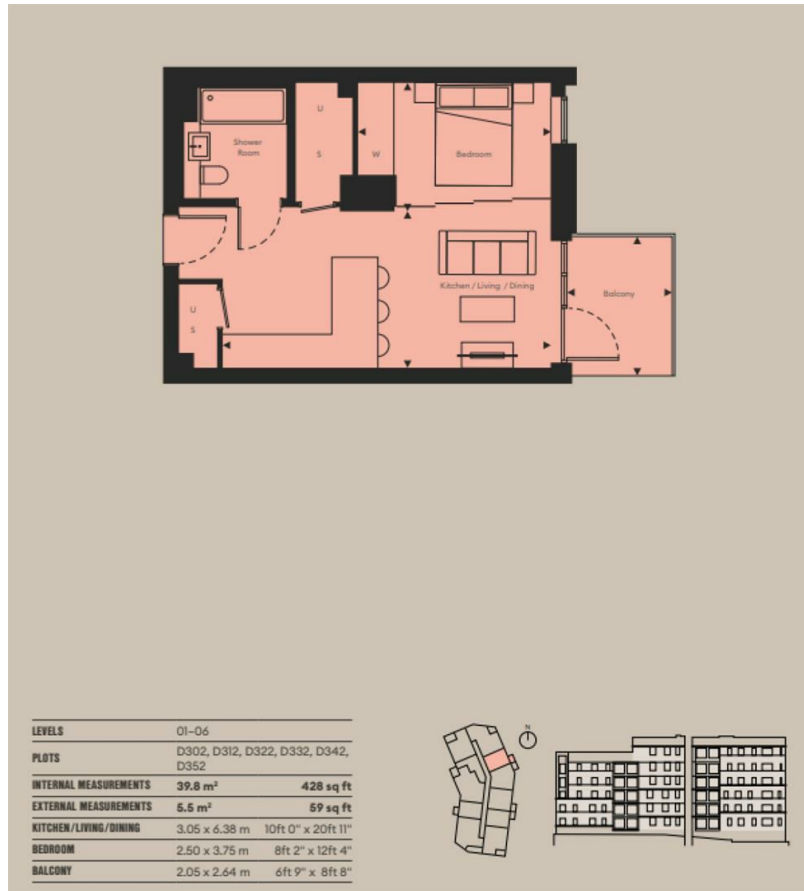 U
S
Shower
Room
W
Bedroom
Kitchen / Living / Dining
Balcony
U
S
LEVELS 01–06
PLOTS D302, D312, D322, D332, D342,
D352
INTERNAL MEASUREMENTS 39.8 m² 428 sq ft
EXTERNAL MEASUREMENTS 5.5 m² 59 sq ft
KITCHEN/LIVING/DINING 3.05 x 6.38 m 10ft 0" x 20ft 11"
BEDROOM 2.50 x 3.75 m 8ft 2" x 12ft 4"
BALCONY 2.05 x 2.64 m 6ft 9" x 8ft 8"
N